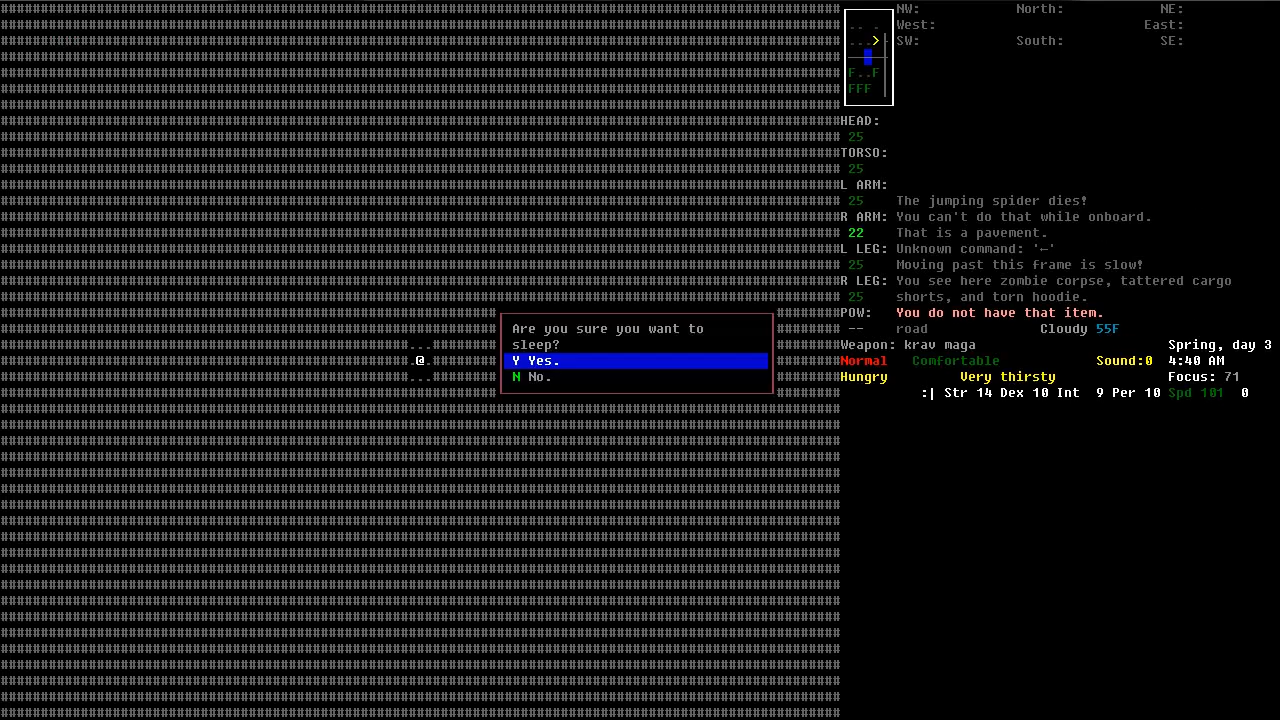 NW: North: NE:
West: East:
SW: South: SE:
.. .
...>
F..F
FFF
HEAD:
25
TORSO:
25
L ARM:
25 The jumping spider dies!
R ARM: You can't do that while onboard.
22 That is a pavement.
L LEG: Unknown command: '←'
25 Moving past this frame is slow!
R LEG: You see here zombie corpse, tattered cargo
25 shorts, and torn hoodie.
POW: You do not have that item.
-- road Cloudy 55F
Weapon: krav maga Spring, day 3
Normal Comfortable Sound:0 4:40 AM
Hungry Very thirsty Focus: 71
:| Str 14 Dex 10 Int 9 Per 10 Spd 101 0
Are you sure you want to
sleep?
Y Yes.
N No.
...
.@.
...